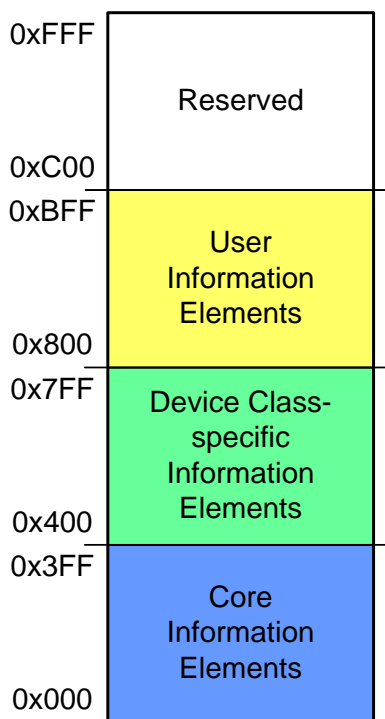 0xFFF
Reserved
0xC00
0xBFF
User
Information
Elements
0x800
0x7FF
Device Class-
specific
Information
Elements
0x400
0x3FF
Core
Information
Elements
0x000